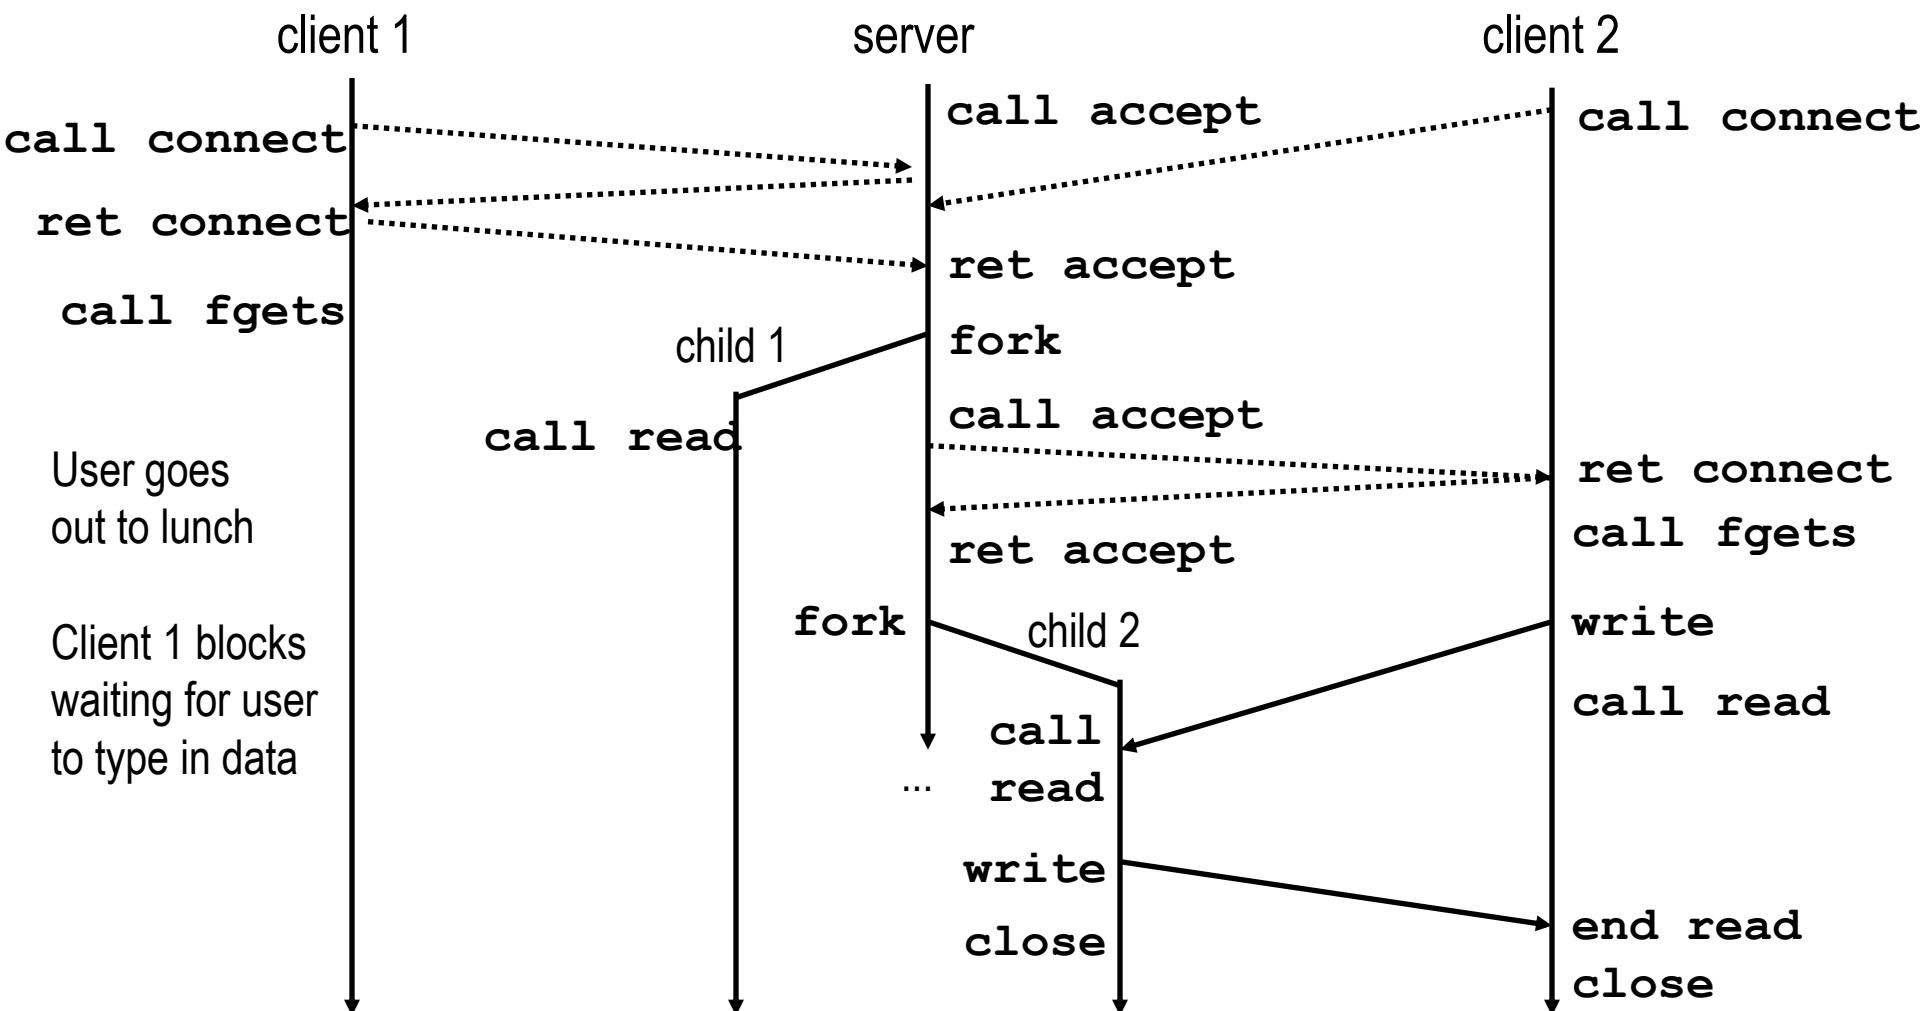 client 1
server
client 2
call connect
call accept
call connect
ret connect
ret accept
call fgets
child 1
fork
call accept
call read
User goes
out to lunch
ret connect
call fgets
ret accept
fork
child 2
write
Client 1 blocks
waiting for user
to type in data
call read
call
read
...
write
close
end read
close